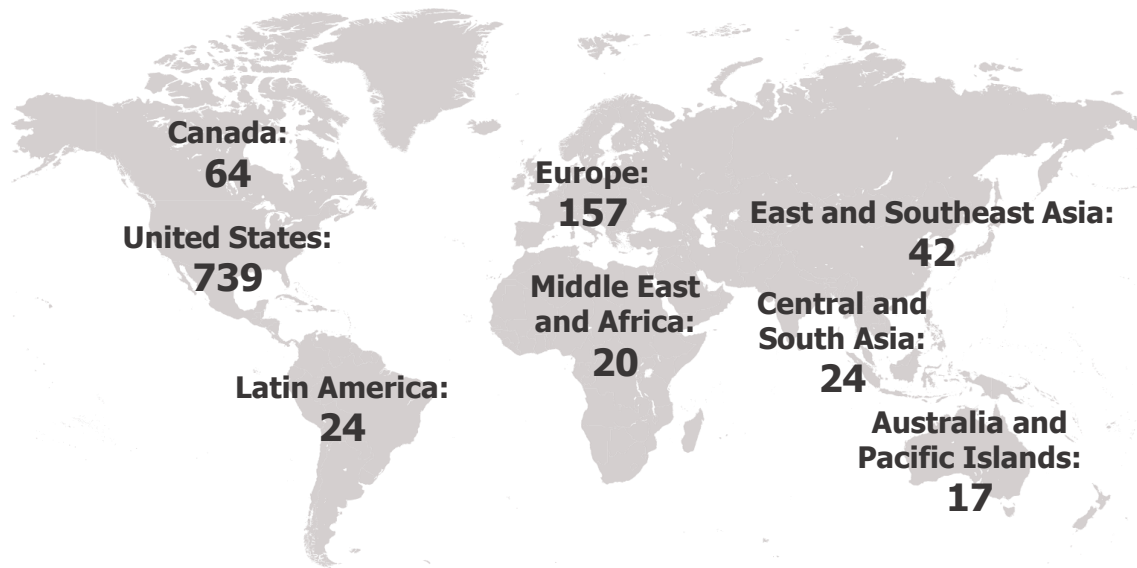 Canada:
64
United States:
739
Latin America:
24
Europe:
157
Middle East
and Africa:
20
East and Southeast Asia:
42
Central and
South Asia:
24
Australia and
Pacific Islands:
17